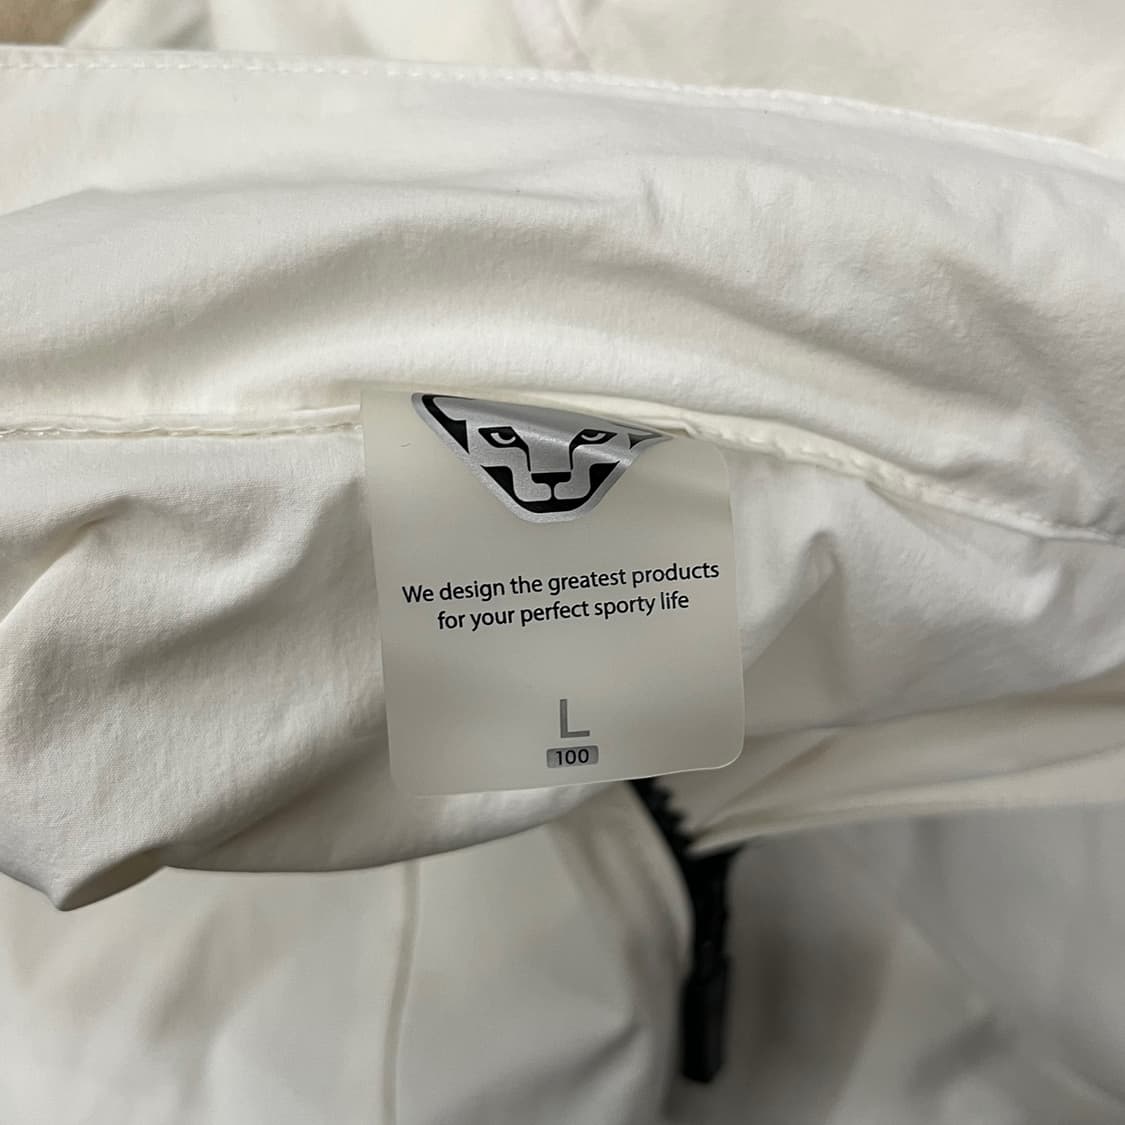 We design the greatest products
for your perfect sporty life
L
100